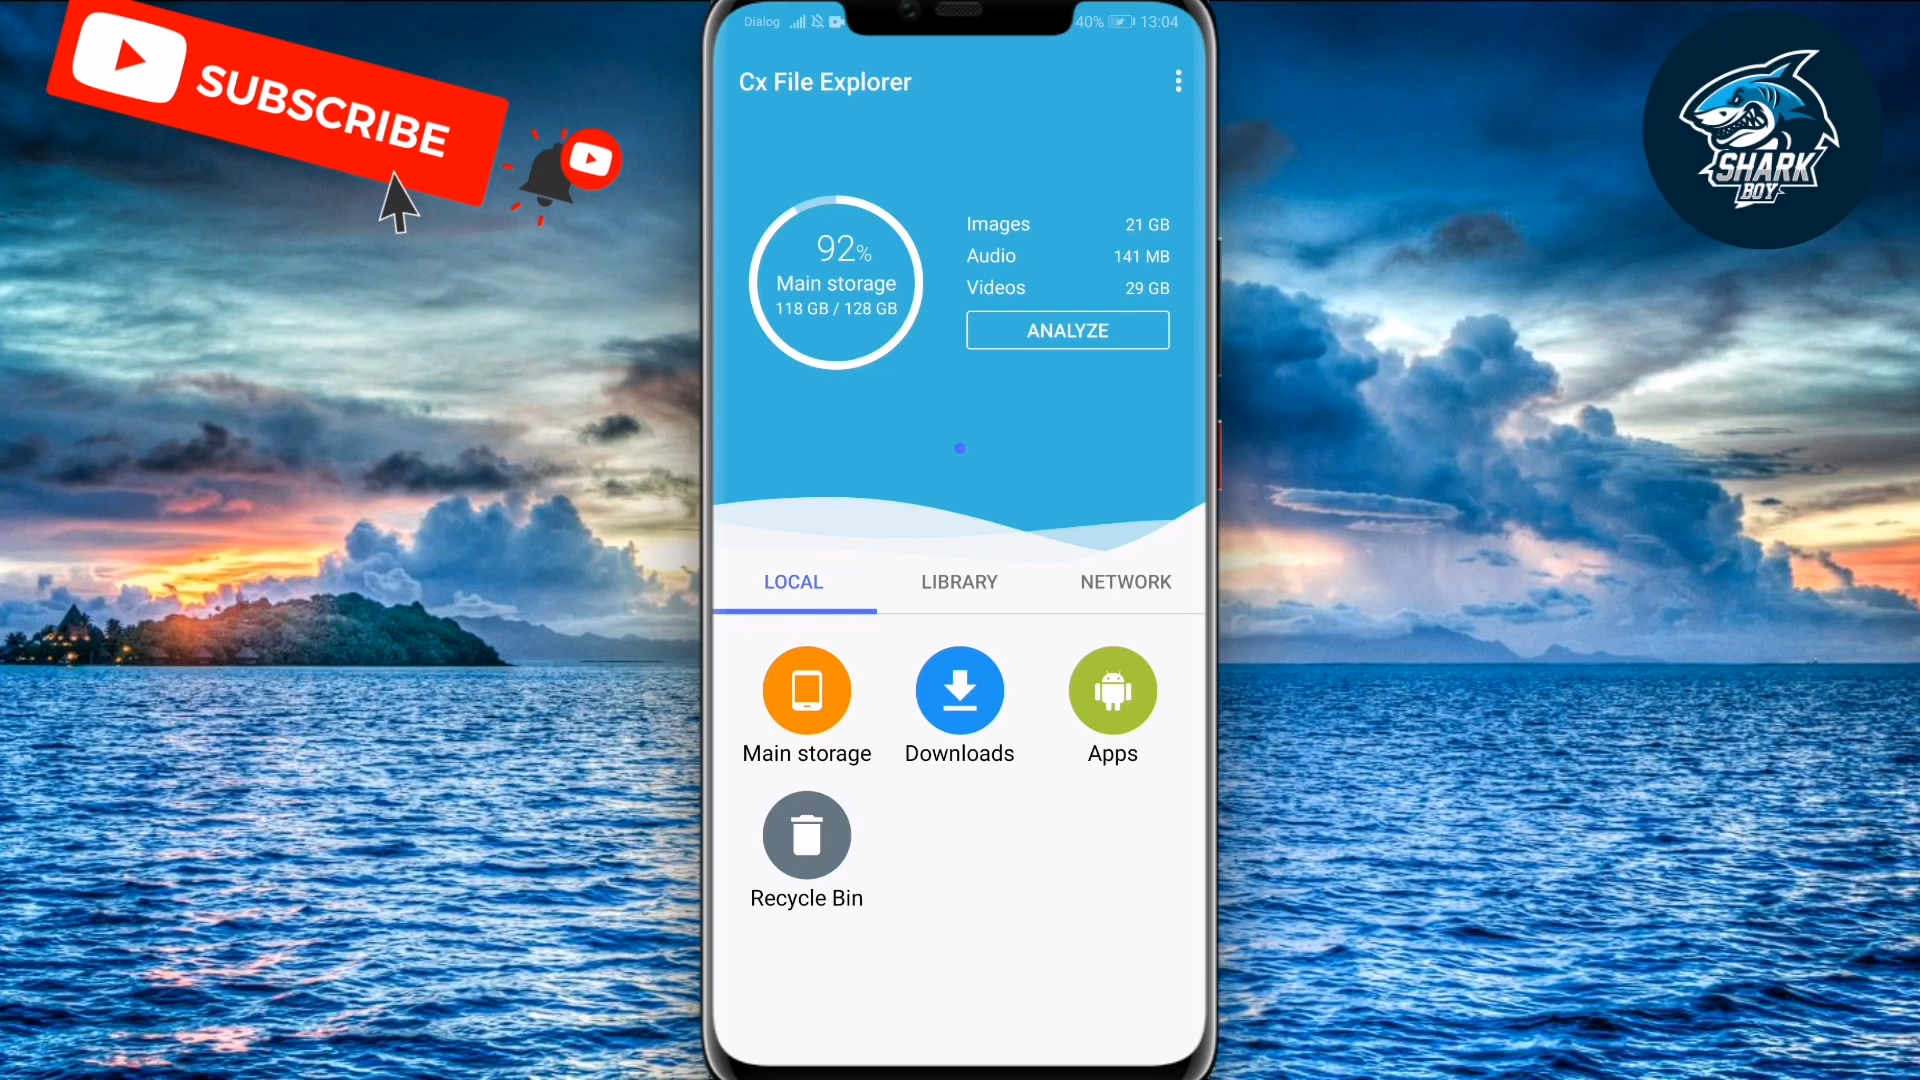 SUBSCRIBE
Dialog
40%
13:04
Cx File Explorer
92%
Main storage
118 GB / 128 GB
Images 21 GB
Audio 141 MB
Videos 29 GB
ANALYZE
SHARK
BOY
LOCAL LIBRARY NETWORK
Main storage Downloads Apps
Recycle Bin